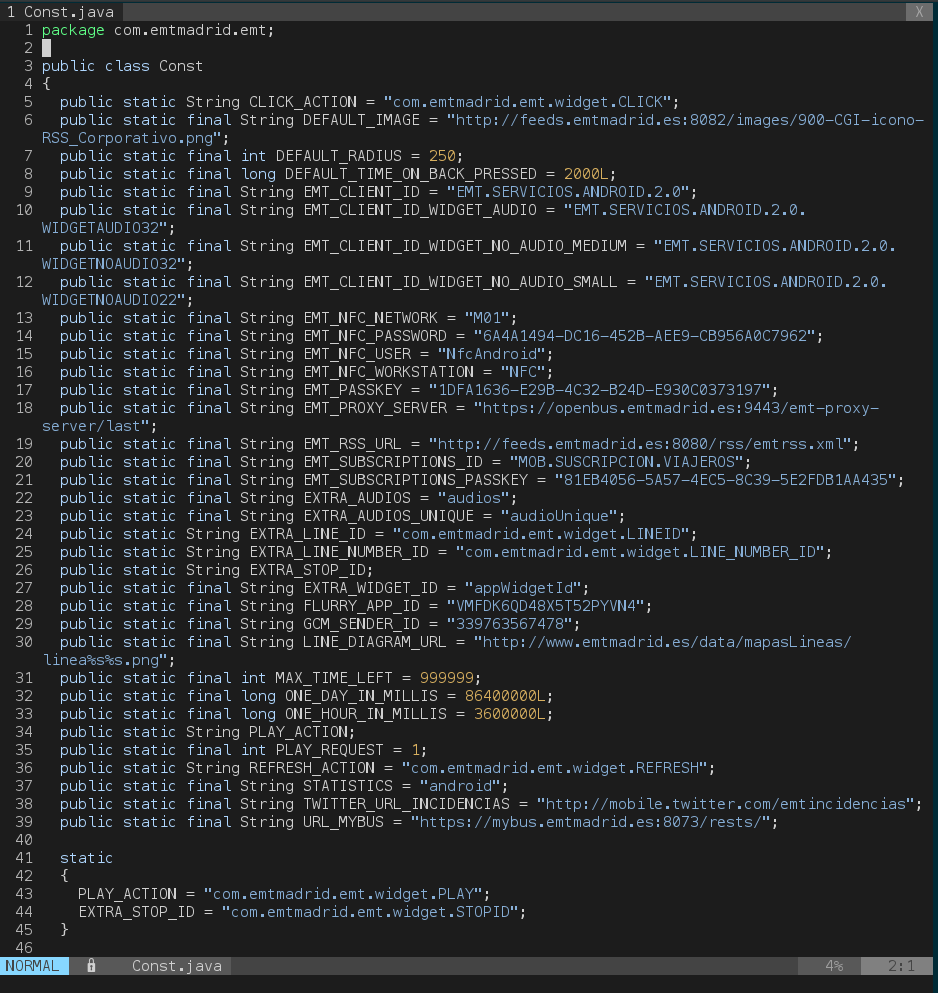 1 Const.java X
1 package com.emtmadrid.emt;
2
3 public class Const
4 {
5   public static String CLICK_ACTION = "com.emtmadrid.emt.widget.CLICK";
6   public static final String DEFAULT_IMAGE = "http://feeds.emtmadrid.es:8082/images/900-CGI-icono-
RSS_Corporativo.png";
7   public static final int DEFAULT_RADIUS = 250;
8   public static final long DEFAULT_TIME_ON_BACK_PRESSED = 2000L;
9   public static final String EMT_CLIENT_ID = "EMT.SERVICIOS.ANDROID.2.0";
10   public static final String EMT_CLIENT_ID_WIDGET_AUDIO = "EMT.SERVICIOS.ANDROID.2.0.
WIDGETAUDIO32";
11   public static final String EMT_CLIENT_ID_WIDGET_NO_AUDIO_MEDIUM = "EMT.SERVICIOS.ANDROID.2.0.
WIDGETNOAUDIO32";
12   public static final String EMT_CLIENT_ID_WIDGET_NO_AUDIO_SMALL = "EMT.SERVICIOS.ANDROID.2.0.
WIDGETNOAUDIO22";
13   public static final String EMT_NFC_NETWORK = "M01";
14   public static final String EMT_NFC_PASSWORD = "6A4A1494-DC16-452B-AEE9-CB956A0C7962";
15   public static final String EMT_NFC_USER = "NfcAndroid";
16   public static final String EMT_NFC_WORKSTATION = "NFC";
17   public static final String EMT_PASSKEY = "1DFA1636-E29B-4C32-B24D-E930C0373197";
18   public static final String EMT_PROXY_SERVER = "https://openbus.emtmadrid.es:9443/emt-proxy-
server/last";
19   public static final String EMT_RSS_URL = "http://feeds.emtmadrid.es:8080/rss/emtrss.xml";
20   public static final String EMT_SUBSCRIPTIONS_ID = "MOB.SUSCRIPCION.VIAJEROS";
21   public static final String EMT_SUBSCRIPTIONS_PASSKEY = "81EB4056-5A57-4EC5-8C39-5E2FDB1AA435";
22   public static final String EXTRA_AUDIOS = "audios";
23   public static final String EXTRA_AUDIOS_UNIQUE = "audioUnique";
24   public static String EXTRA_LINE_ID = "com.emtmadrid.emt.widget.LINEID";
25   public static String EXTRA_LINE_NUMBER_ID = "com.emtmadrid.emt.widget.LINE_NUMBER_ID";
26   public static String EXTRA_STOP_ID;
27   public static final String EXTRA_WIDGET_ID = "appWidgetId";
28   public static final String FLURRY_APP_ID = "VMFDK6QD48X5T52PYVN4";
29   public static final String GCM_SENDER_ID = "339763567478";
30   public static final String LINE_DIAGRAM_URL = "http://www.emtmadrid.es/data/mapasLineas/
linea%s%s.png";
31   public static final int MAX_TIME_LEFT = 999999;
32   public static final long ONE_DAY_IN_MILLIS = 86400000L;
33   public static final long ONE_HOUR_IN_MILLIS = 3600000L;
34   public static String PLAY_ACTION;
35   public static final int PLAY_REQUEST = 1;
36   public static String REFRESH_ACTION = "com.emtmadrid.emt.widget.REFRESH";
37   public static final String STATISTICS = "android";
38   public static final String TWITTER_URL_INCIDENCIAS = "http://mobile.twitter.com/emtincidencias";
39   public static final String URL_MYBUS = "https://mybus.emtmadrid.es:8073/rests/";
40
41   static
42   {
43     PLAY_ACTION = "com.emtmadrid.emt.widget.PLAY";
44     EXTRA_STOP_ID = "com.emtmadrid.emt.widget.STOPID";
45   }
46
NORMAL Const.java 4% 2:1